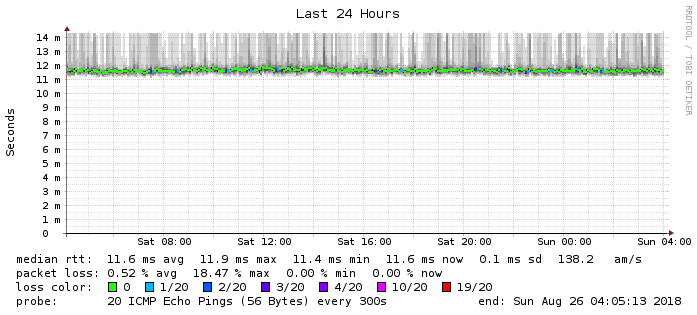 Last 24 Hours
RRDTOOL / TOBI OETIKER
Seconds
14 m
13 m
12 m
11 m
10 m
9 m
8 m
7 m
6 m
5 m
4 m
3 m
2 m
1 m
0
Sat 08:00 Sat 12:00 Sat 16:00 Sat 20:00 Sun 00:00 Sun 04:00
median rtt: 11.6 ms avg 11.9 ms max 11.4 ms min 11.6 ms now 0.1 ms sd 138.2 am/s
packet loss: 0.52 % avg 18.47 % max 0.00 % min 0.00 % now
loss color: 0 1/20 2/20 3/20 4/20 10/20 19/20
probe: 20 ICMP Echo Pings (56 Bytes) every 300s end: Sun Aug 26 04:05:13 2018